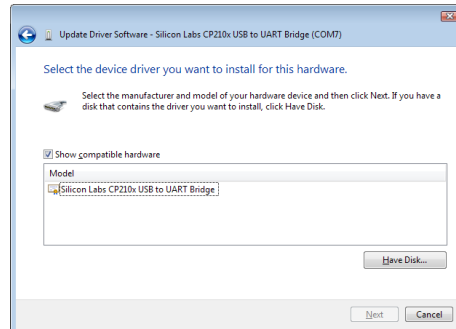 Update Driver Software - Silicon Labs CP210x USB to UART Bridge (COM7)
Select the device driver you want to install for this hardware.
Select the manufacturer and model of your hardware device and then click Next. If you have a
disk that contains the driver you want to install, click Have Disk.
Show compatible hardware
Model
Silicon Labs CP210x USB to UART Bridge
Have Disk...
Next Cancel